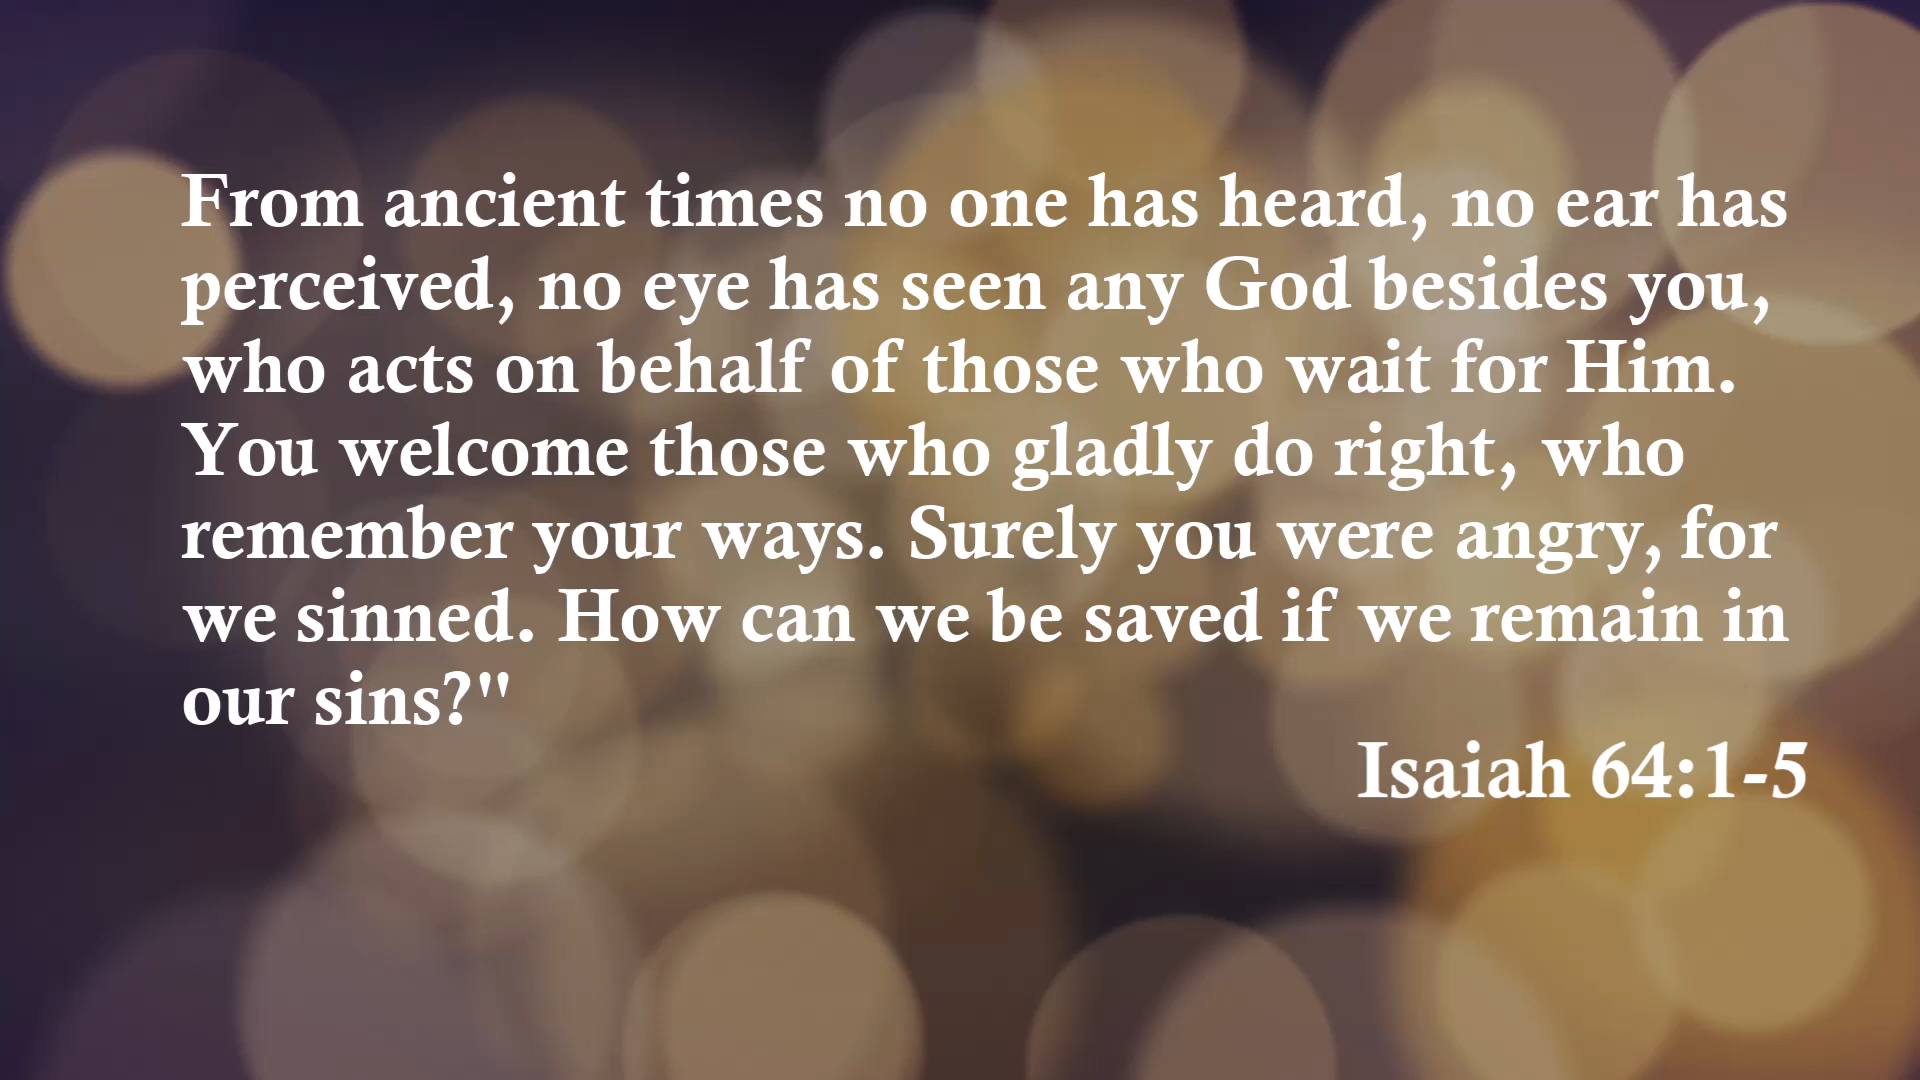 From ancient times no one has heard, no ear has
perceived, no eye has seen any God besides you,
who acts on behalf of those who wait for Him.
You welcome those who gladly do right, who
remember your ways. Surely you were angry, for
we sinned. How can we be saved if we remain in
our sins?"
Isaiah 64:1-5